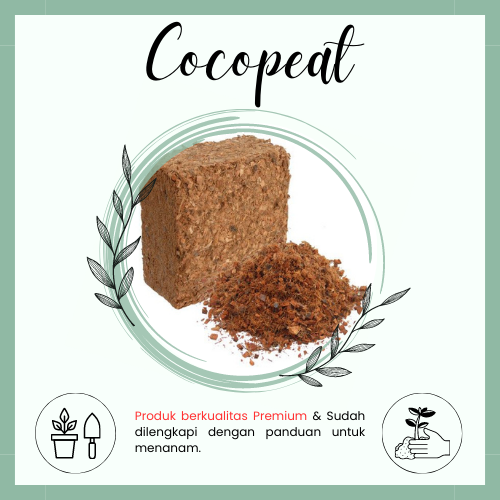 Cocopeat
Produk berkualitas Premium & Sudah
dilengkapi dengan panduan untuk
menanam.